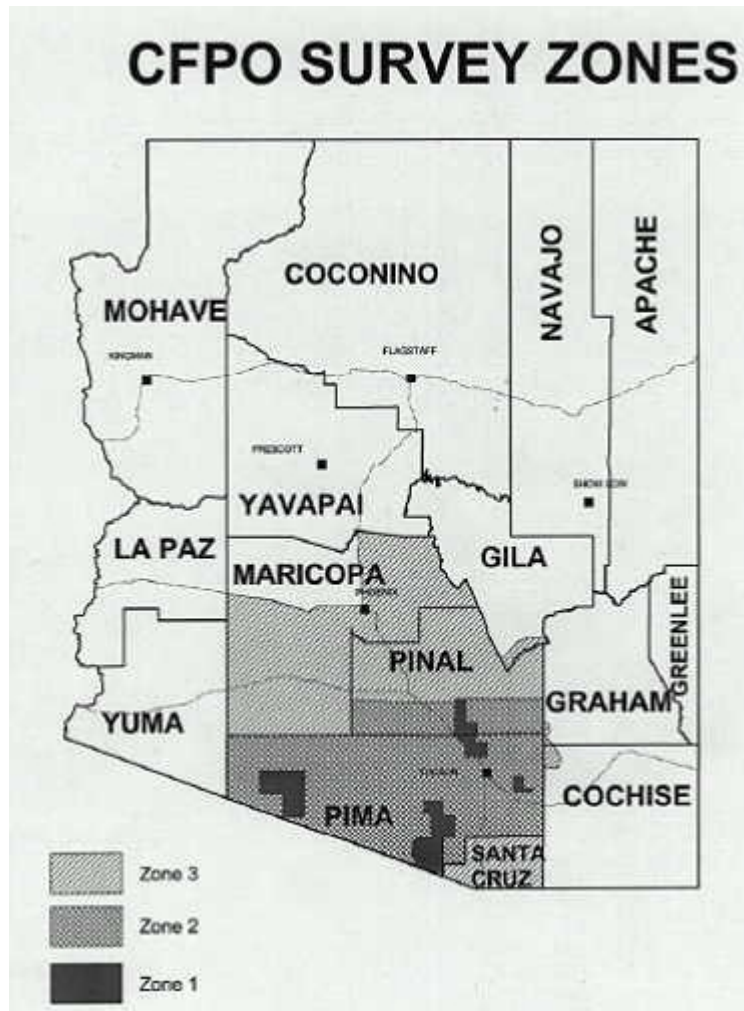 CFPO SURVEY ZONES
NAVAJO
APACHE
COCONINO
MOHAVE
KINGMAN
FLAGSTAFF
PRESCOTT
SHOW LOW
YAVAPAI
LA PAZ
GILA
MARICOPA
PHOENIX
GREENLEE
PINAL
GRAHAM
YUMA
TUCSON
COCHISE
PIMA
SANTA
CRUZ
Zone 3
Zone 2
Zone 1